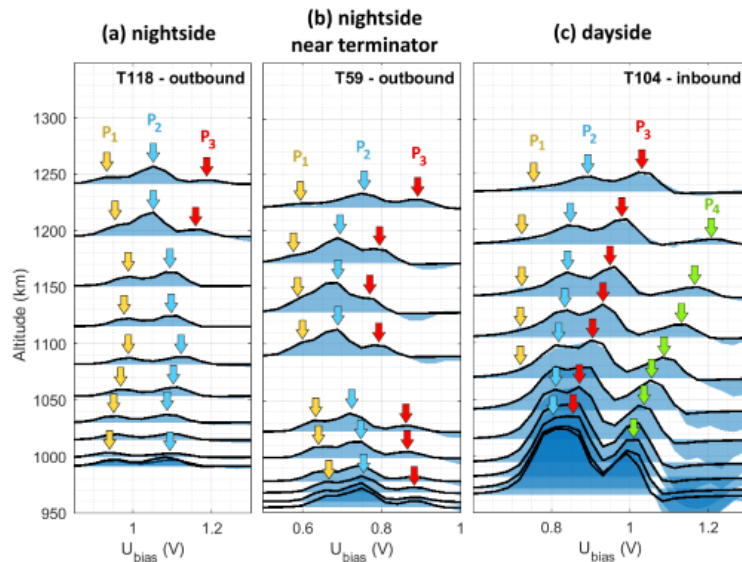 (a) nightside
(b) nightside
near terminator
(c) dayside
T118 - outbound
T59 - outbound
T104 - inbound
P1 P2 P3
P1 P2 P3
P1 P2 P3
P4
Altitude (km)
1300
1250
1200
1150
1100
1050
1000
950
1 1.2
0.6 0.8 1
0.8 1 1.2
Ubias (V)
Ubias (V)
Ubias (V)